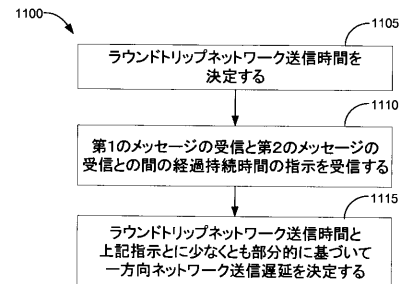 1100
1105
ラウンドトリップネットワーク送信時間を
決定する
1110
第1のメッセージの受信と第2のメッセージの
受信との間の経過持続時間の指示を受信する
1115
ラウンドトリップネットワーク送信時間と
上記指示とに少なくとも部分的に基づいて
一方向ネットワーク送信遅延を決定する